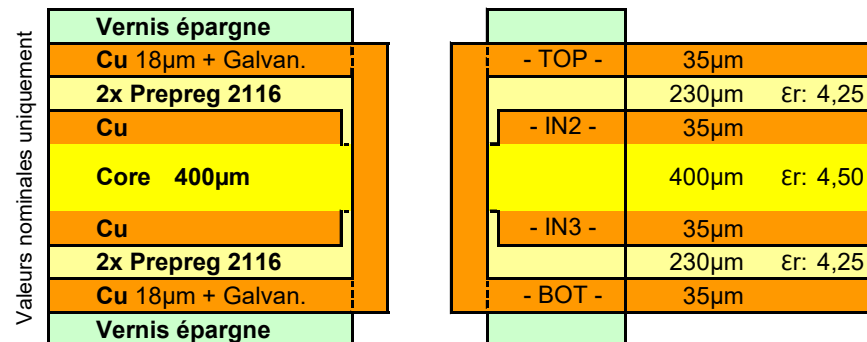 Valeurs nominales uniquement
Vernis épargne
Cu 18µm + Galvan. - TOP - 35µm
2x Prepreg 2116 230µm εr: 4,25
Cu - IN2 - 35µm
Core 400µm 400µm εr: 4,50
Cu - IN3 - 35µm
2x Prepreg 2116 230µm εr: 4,25
Cu 18µm + Galvan. - BOT - 35µm
Vernis épargne